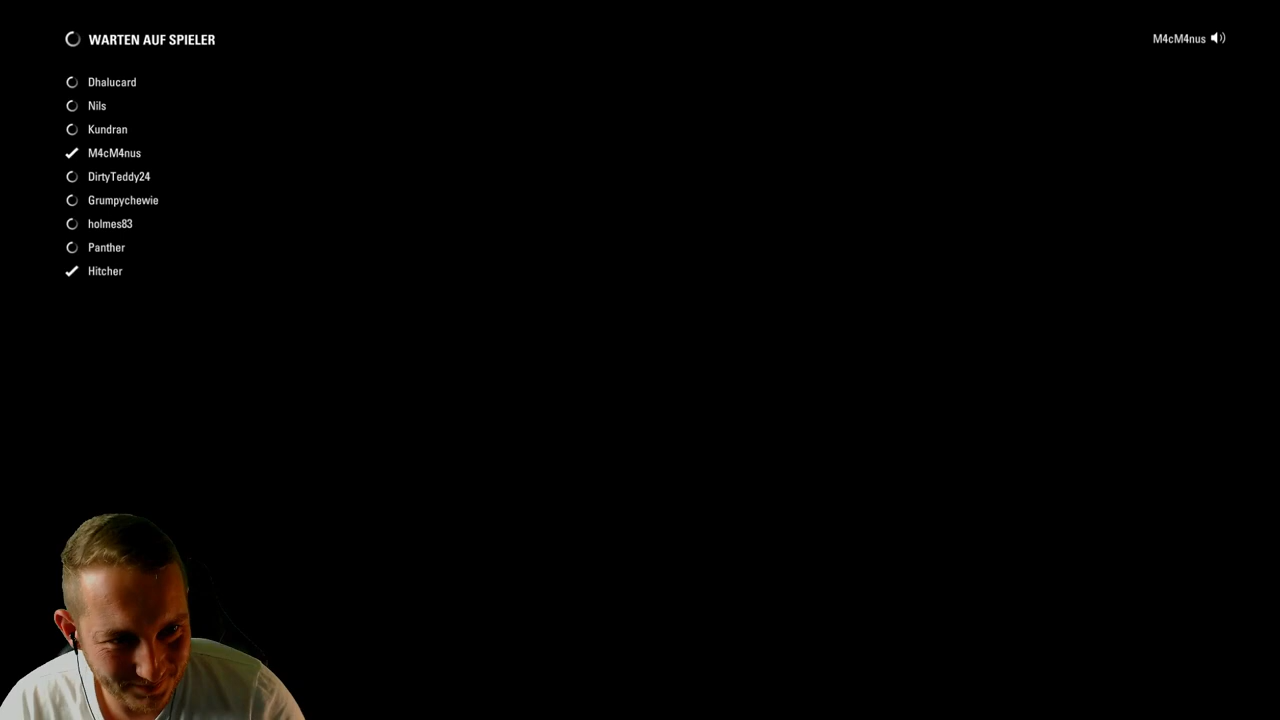 WARTEN AUF SPIELER
M4cM4nus
Dhalucard
Nils
Kundran
M4cM4nus
DirtyTeddy24
Grumpychewie
holmes83
Panther
Hitcher